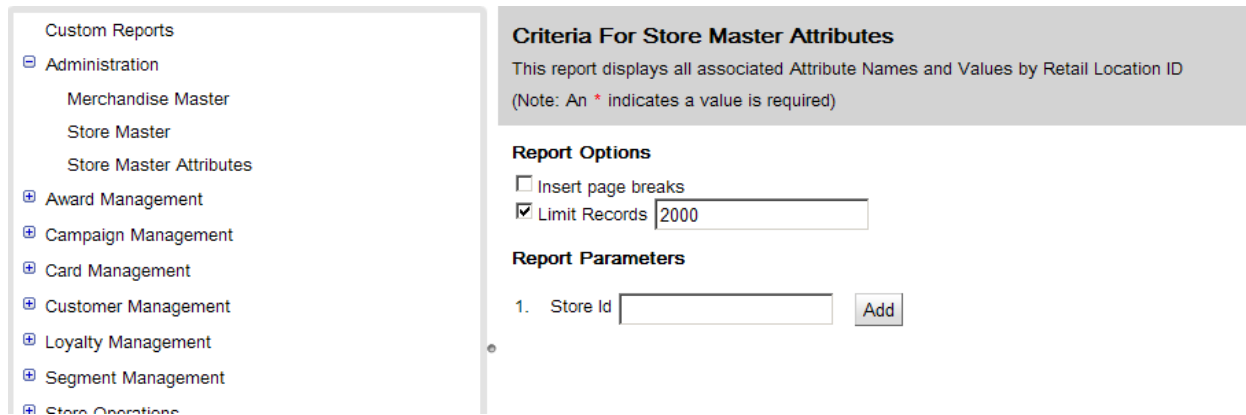 Custom Reports
Administration
Merchandise Master
Store Master
Store Master Attributes
Award Management
Campaign Management
Card Management
Customer Management
Loyalty Management
Segment Management
Store Operations
Criteria For Store Master Attributes
This report displays all associated Attribute Names and Values by Retail Location ID
(Note: An * indicates a value is required)
Report Options
Insert page breaks
Limit Records 2000
Report Parameters
1. Store Id Add